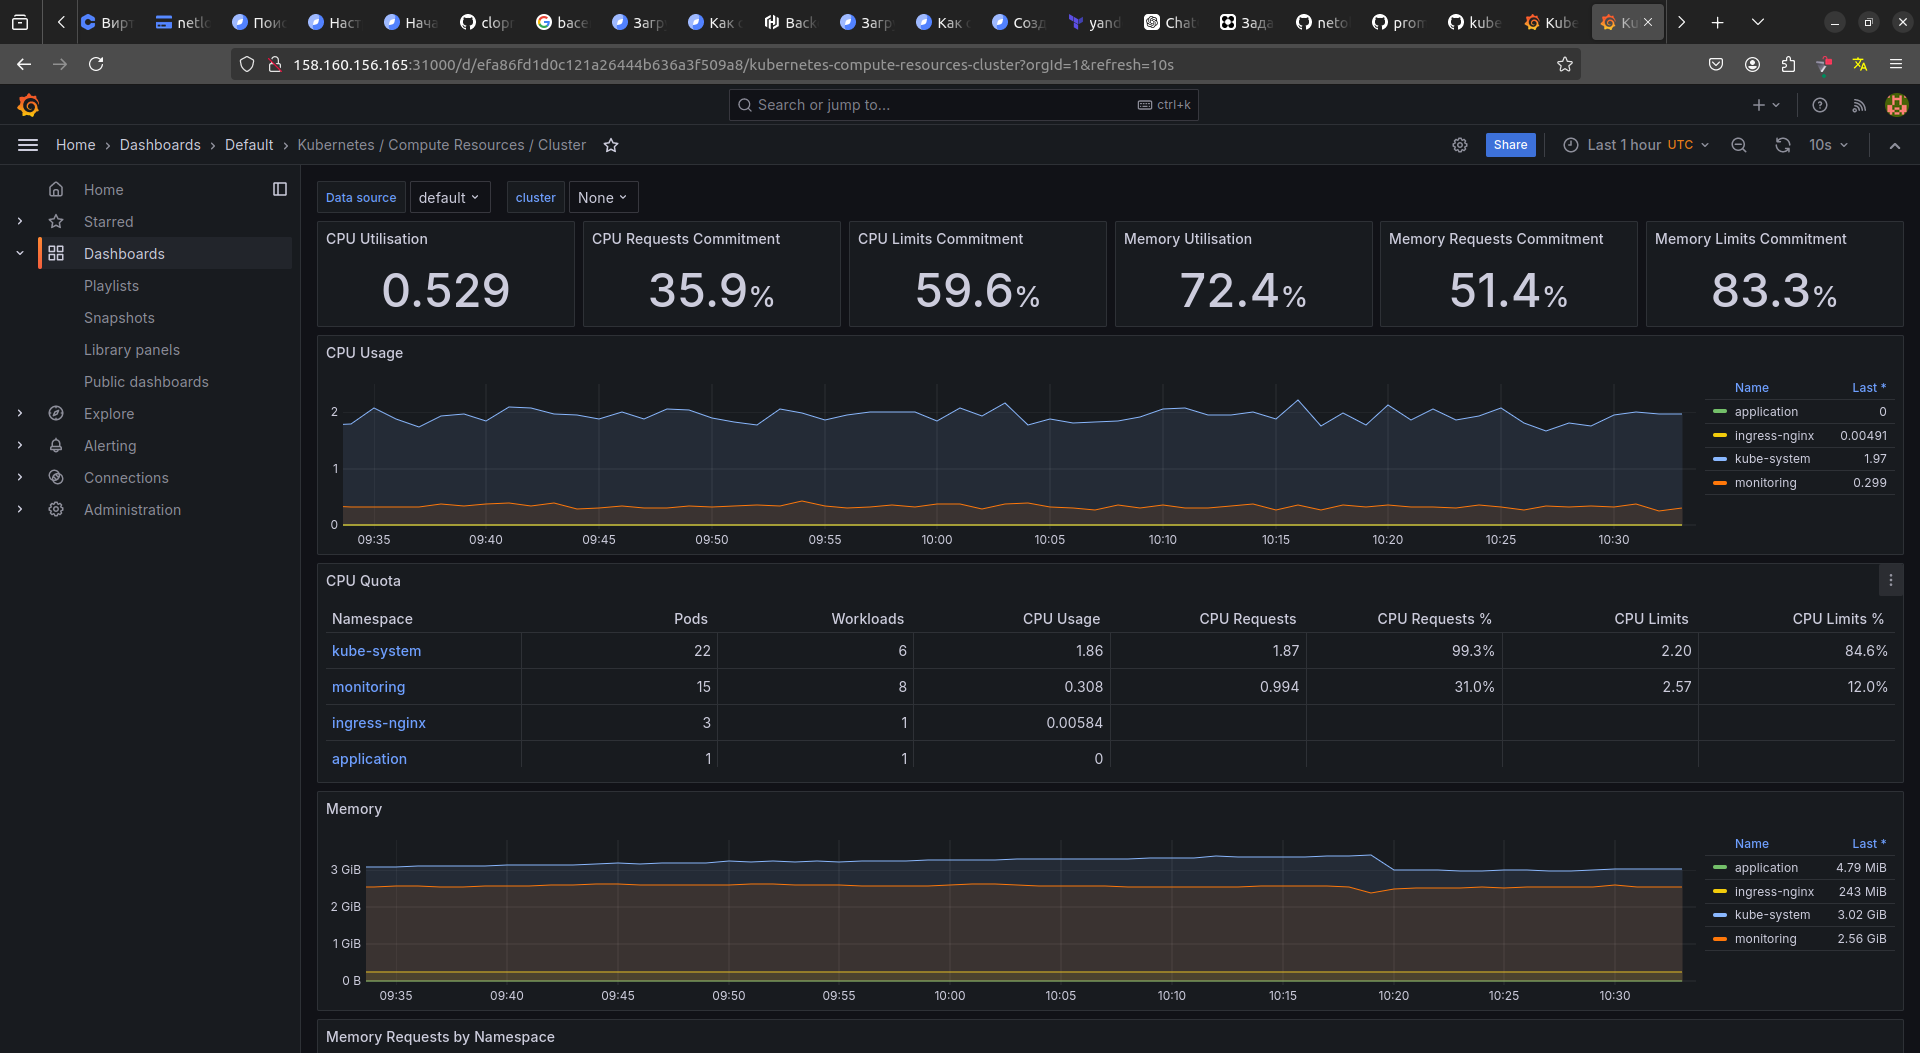 Вирт netlo Поис Наст Нача clop васе Загр Как с Back Загр Как с Созд yand Chat Зада neto pron kube Kube Ku
158.160.156.165:31000/d/efa86fd1d0c121a26444b636a3f509a8/kubernetes-compute-resources-cluster?orgId=1&refresh=10s
Search or jump to... ctrl+k
Home › Dashboards › Default › Kubernetes / Compute Resources / Cluster Share Last 1 hour UTC 10s
Home
Starred
Dashboards
Playlists
Snapshots
Library panels
Public dashboards
Explore
Alerting
Connections
Administration
Data source default cluster None
CPU Utilisation CPU Requests Commitment CPU Limits Commitment Memory Utilisation Memory Requests Commitment Memory Limits Commitment
0.529 35.9% 59.6% 72.4% 51.4% 83.3%
CPU Usage
2
1
0
09:35 09:40 09:45 09:50 09:55 10:00 10:05 10:10 10:15 10:20 10:25 10:30
Name Last *
application 0
ingress-nginx 0.00491
kube-system 1.97
monitoring 0.299
CPU Quota
Namespace Pods Workloads CPU Usage CPU Requests CPU Requests % CPU Limits CPU Limits %
kube-system 22 6 1.86 1.87 99.3% 2.20 84.6%
monitoring 15 8 0.308 0.994 31.0% 2.57 12.0%
ingress-nginx 3 1 0.00584
application 1 1 0
Memory
3 GiB
2 GiB
1 GiB
0 B
09:35 09:40 09:45 09:50 09:55 10:00 10:05 10:10 10:15 10:20 10:25 10:30
Name Last *
application 4.79 MiB
ingress-nginx 243 MiB
kube-system 3.02 GiB
monitoring 2.56 GiB
Memory Requests by Namespace